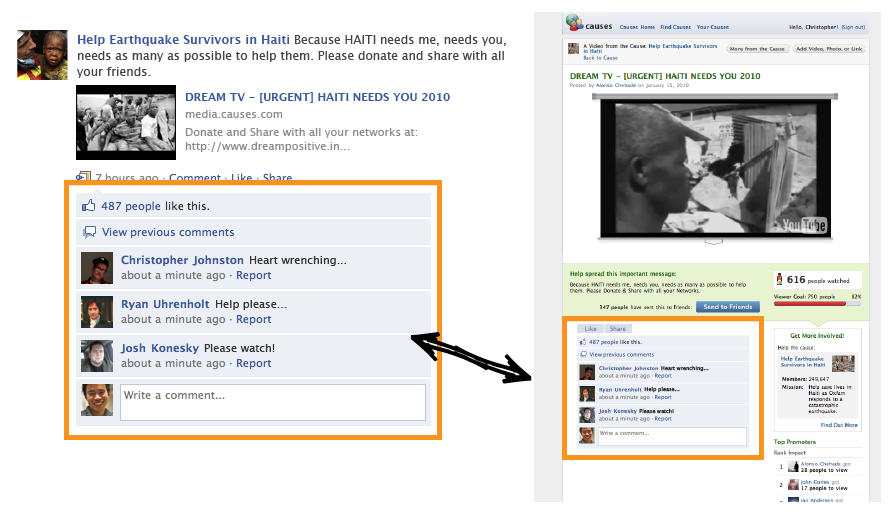 Help Earthquake Survivors in Haiti Because HAITI needs me, needs you,
needs as many as possible to help them. Please donate and share with all
your friends.
DREAM TV - [URGENT] HAITI NEEDS YOU 2010
media.causes.com
Donate and Share with all your networks at:
http://www.dreampositive.in...
7 hours ago · Comment · Like · Share
487 people like this.
View previous comments
Christopher Johnston Heart wrenching...
about a minute ago · Report
Ryan Uhrenholt Help please...
about a minute ago · Report
Josh Konesky Please watch!
about a minute ago · Report
Write a comment...
causes Causes Home Find Causes Your Causes Hello, Christopher! (Sign out)
A Video from the Cause: Help Earthquake Survivors
in Haiti
Back to Cause
More from the Cause Add Video, Photo, or Link
DREAM TV - [URGENT] HAITI NEEDS YOU 2010
Posted by Alonso Chehade on January 15, 2010
YouTube
Help spread this important message:
Because HAITI needs me, needs you, needs as many as possible to help
them. Please Donate & Share with all your Networks.
347 people have sent this to friends: Send to Friends
616 people watched
Viewer Goal: 750 people 82%
Like Share
487 people like this.
View previous comments
Christopher Johnston Heart wrenching...
about a minute ago · Report
Ryan Uhrenholt Help please...
about a minute ago · Report
Josh Konesky Please watch!
about a minute ago · Report
Write a comment...
Get More Involved!
Help the cause:
Help Earthquake
Survivors in Haiti
Members: 249,647
Mission: Help save lives in
Haiti as Oxfam
responds to a
catastrophic
earthquake.
Find Out More
Top Promoters
Rank Impact
1 Alonso Chehade got
28 people to view
2 John Cortes got
17 people to view
Ian Andersen got